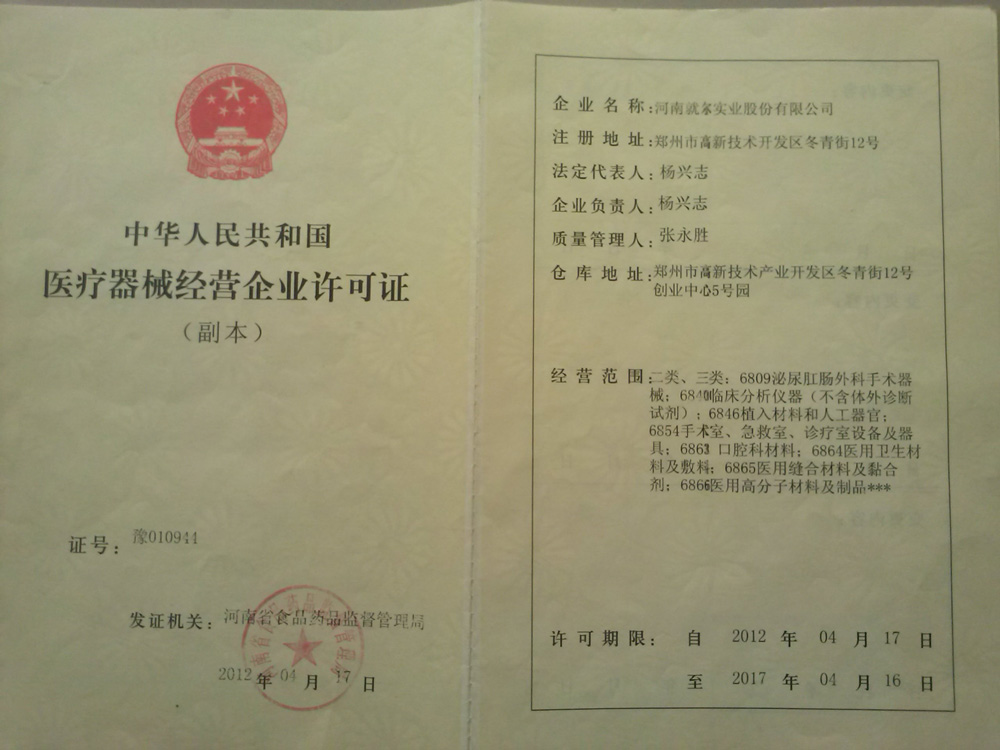 中华人民共和国
医疗器械经营企业许可证
（副本）
证号：豫010944
发证机关：河南省食品药品监督管理局
2012年04月17日
企业名称：河南就尔实业股份有限公司
注册地址：郑州市高新技术开发区冬青街12号
法定代表人：杨兴志
企业负责人：杨兴志
质量管理人：张永胜
仓库地址：郑州市高新技术产业开发区冬青街12号
创业中心5号园
经营范围：二类、三类；6809泌尿肛肠外科手术器
械；6840临床分析仪器（不含体外诊断
试剂）；6846植入材料和人工器官；
6854手术室、急救室、诊疗室设备及器
具；6863 口腔科材料；6864医用卫生材
料及敷料；6865医用缝合材料及黏合
剂；6866医用高分子材料及制品***
许可期限：自 2012 年 04 月 17 日
至 2017 年 04 月 16 日